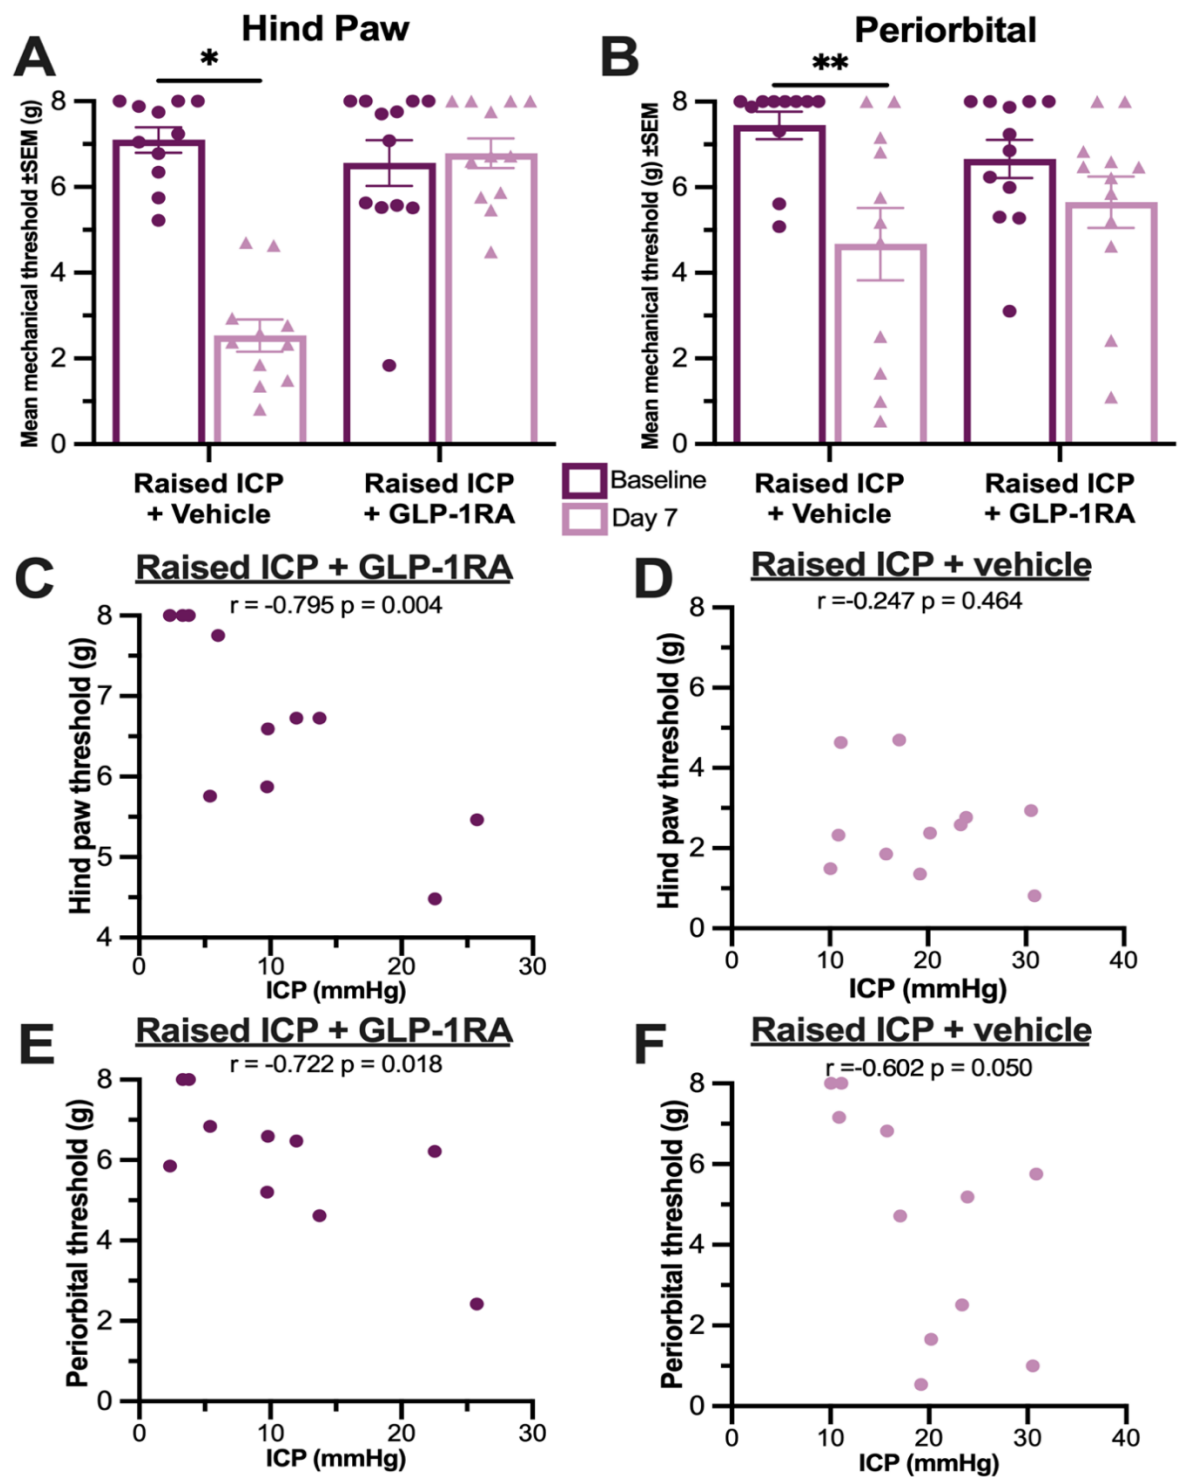 A
Hind Paw
*
Mean mechanical threshold ±SEM (g)
8
6
4
2
0
Raised ICP
+ Vehicle
Raised ICP
+ GLP-1RA
B
Periorbital
**
Mean mechanical threshold (g) ±SEM
8
6
4
2
0
Raised ICP
+ Vehicle
Raised ICP
+ GLP-1RA
Baseline
Day 7
C
Raised ICP + GLP-1RA
r = -0.795 p = 0.004
Hind paw threshold (g)
8
7
6
5
4
0 10 20 30
ICP (mmHg)
D
Raised ICP + vehicle
r =-0.247 p = 0.464
Hind paw threshold (g)
8
6
4
2
0
0 10 20 30 40
ICP (mmHg)
E
Raised ICP + GLP-1RA
r = -0.722 p = 0.018
Periorbital threshold (g)
8
6
4
2
0
0 10 20 30
ICP (mmHg)
F
Raised ICP + vehicle
r =-0.602 p = 0.050
Periorbital threshold (g)
8
6
4
2
0
0 10 20 30 40
ICP (mmHg)